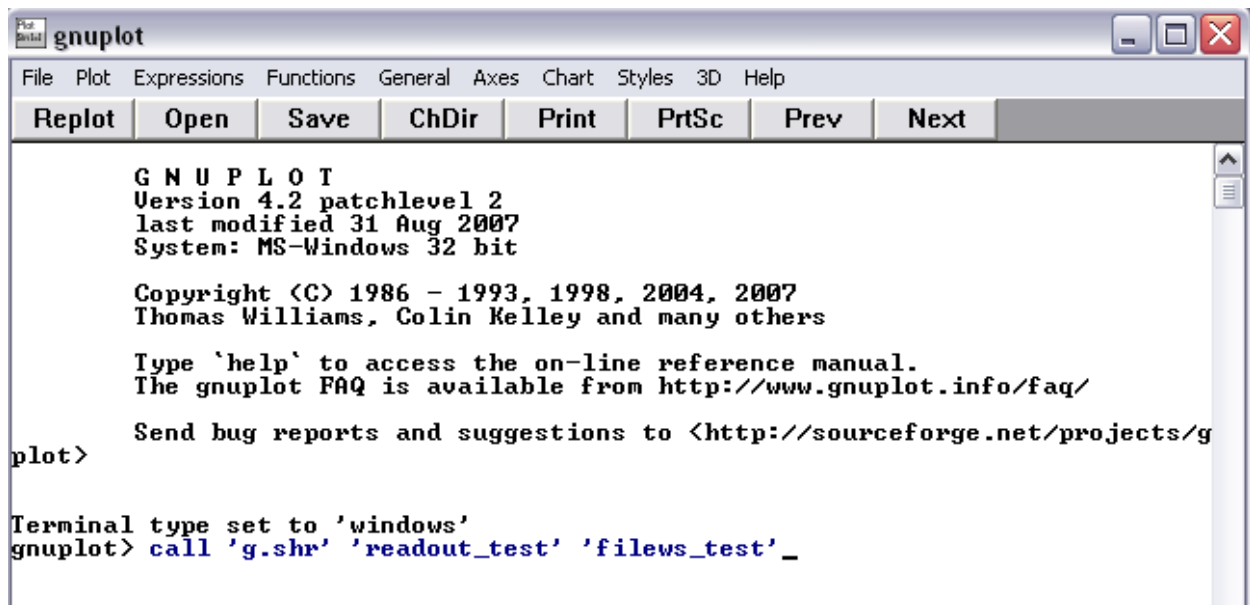 gnuplot
File Plot Expressions Functions General Axes Chart Styles 3D Help
Replot Open Save ChDir Print PrtSc Prev Next
G N U P L O T
Version 4.2 patchlevel 2
last modified 31 Aug 2007
System: MS-Windows 32 bit
Copyright (C) 1986 - 1993, 1998, 2004, 2007
Thomas Williams, Colin Kelley and many others
Type `help` to access the on-line reference manual.
The gnuplot FAQ is available from http://www.gnuplot.info/faq/
Send bug reports and suggestions to <http://sourceforge.net/projects/g
plot>
Terminal type set to 'windows'
gnuplot> call 'g.shr' 'readout_test' 'filews_test'_